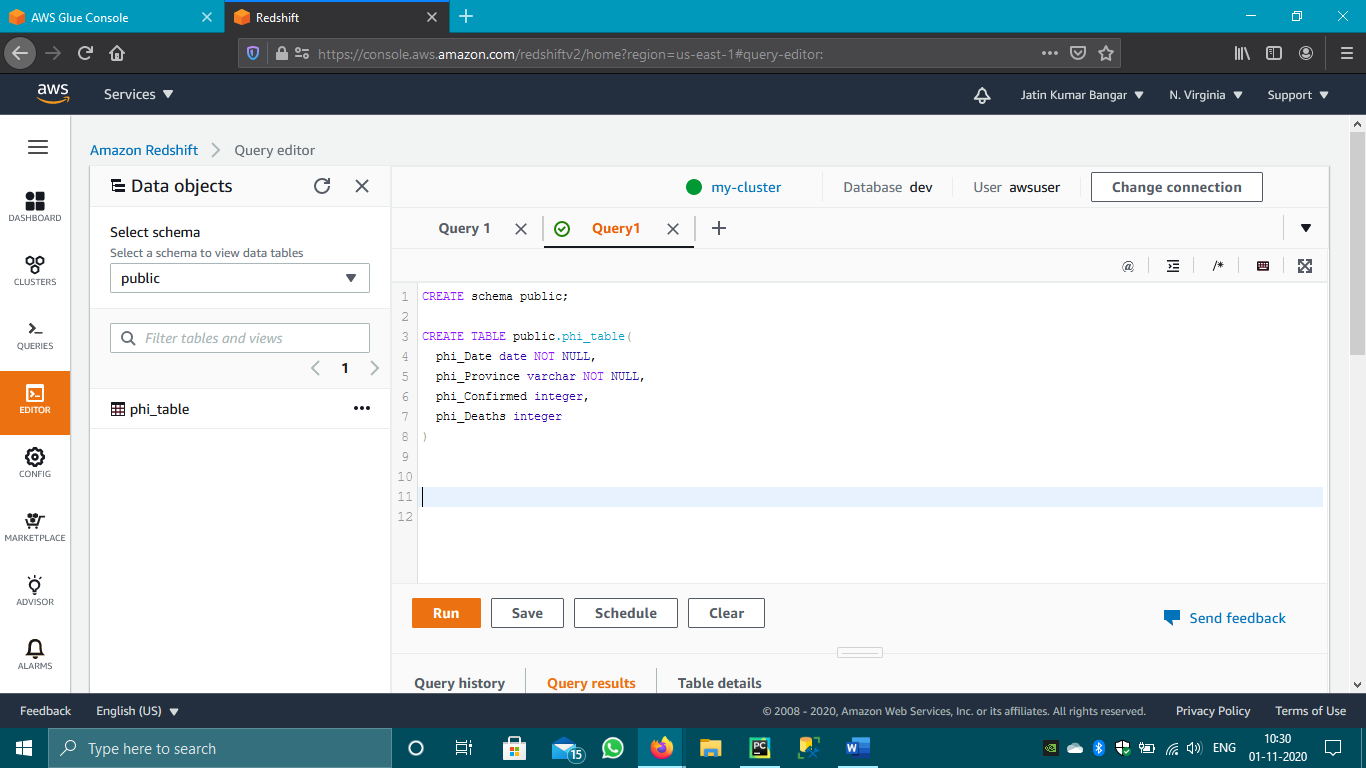 AWS Glue Console
Redshift
https://console.aws.amazon.com/redshiftv2/home?region=us-east-1#query-editor:
aws
Services
Jatin Kumar Bangar
N. Virginia
Support
Amazon Redshift
Query editor
DASHBOARD
CLUSTERS
QUERIES
EDITOR
CONFIG
MARKETPLACE
ADVISOR
ALARMS
Data objects
Select schema
Select a schema to view data tables
public
Filter tables and views
1
phi_table
my-cluster
Database dev
User awsuser
Change connection
Query 1
Query1
@
/*
1 CREATE schema public;
2
3 CREATE TABLE public.phi_table(
4 phi_Date date NOT NULL,
5 phi_Province varchar NOT NULL,
6 phi_Confirmed integer,
7 phi_Deaths integer
8 )
9
10
11
12
Run
Save
Schedule
Clear
Send feedback
Query history
Query results
Table details
Feedback
English (US)
© 2008 - 2020, Amazon Web Services, Inc. or its affiliates. All rights reserved.
Privacy Policy
Terms of Use
Type here to search
15
PC
W
ENG
10:30
01-11-2020